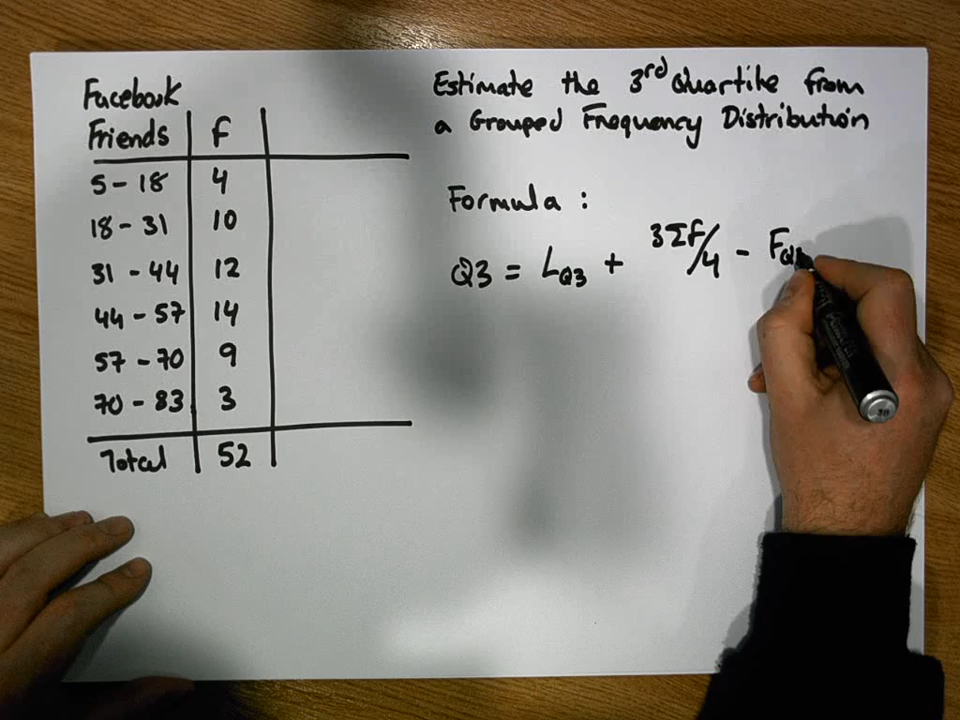 Facebook
Friends F
5-18 4
18-31 10
31-44 12
44-57 14
57-70 9
70-83 3
Total 52
Estimate the 3rd Quartile from
a Grouped Frequency Distribution
Formula :
Q3 = LQ3 + 3Σf/4 - FQ